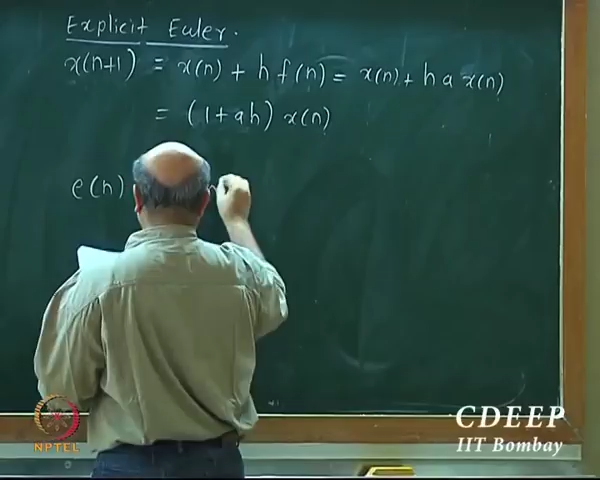 Explicit Euler.
x(n+1) = x(n) + h f(n) = x(n) + h a x(n)
= (1 + ah) x(n)
e(n)
CDEEP
IIT Bombay
NPTEL